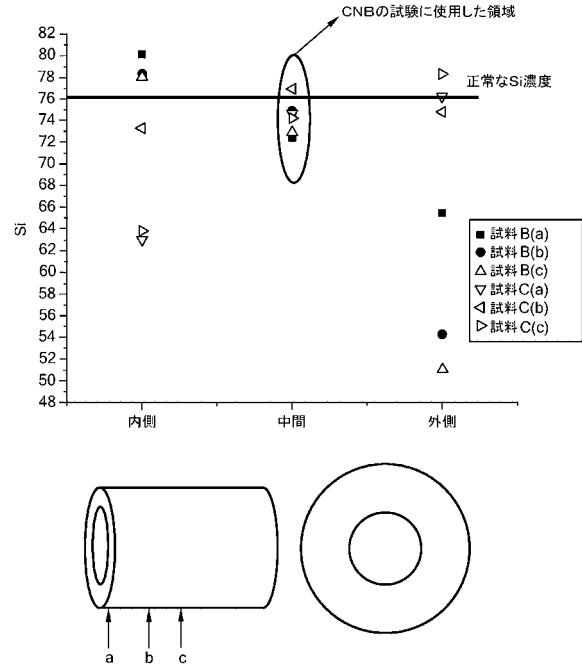 CNBの試験に使用した領域
82
80
78
76
74
72
70
68
66
64
62
60
58
56
54
52
50
48
Si
正常なSi濃度
試料B(a)
試料B(b)
試料B(c)
試料C(a)
試料C(b)
試料C(c)
内側
中間
外側
a
b
c